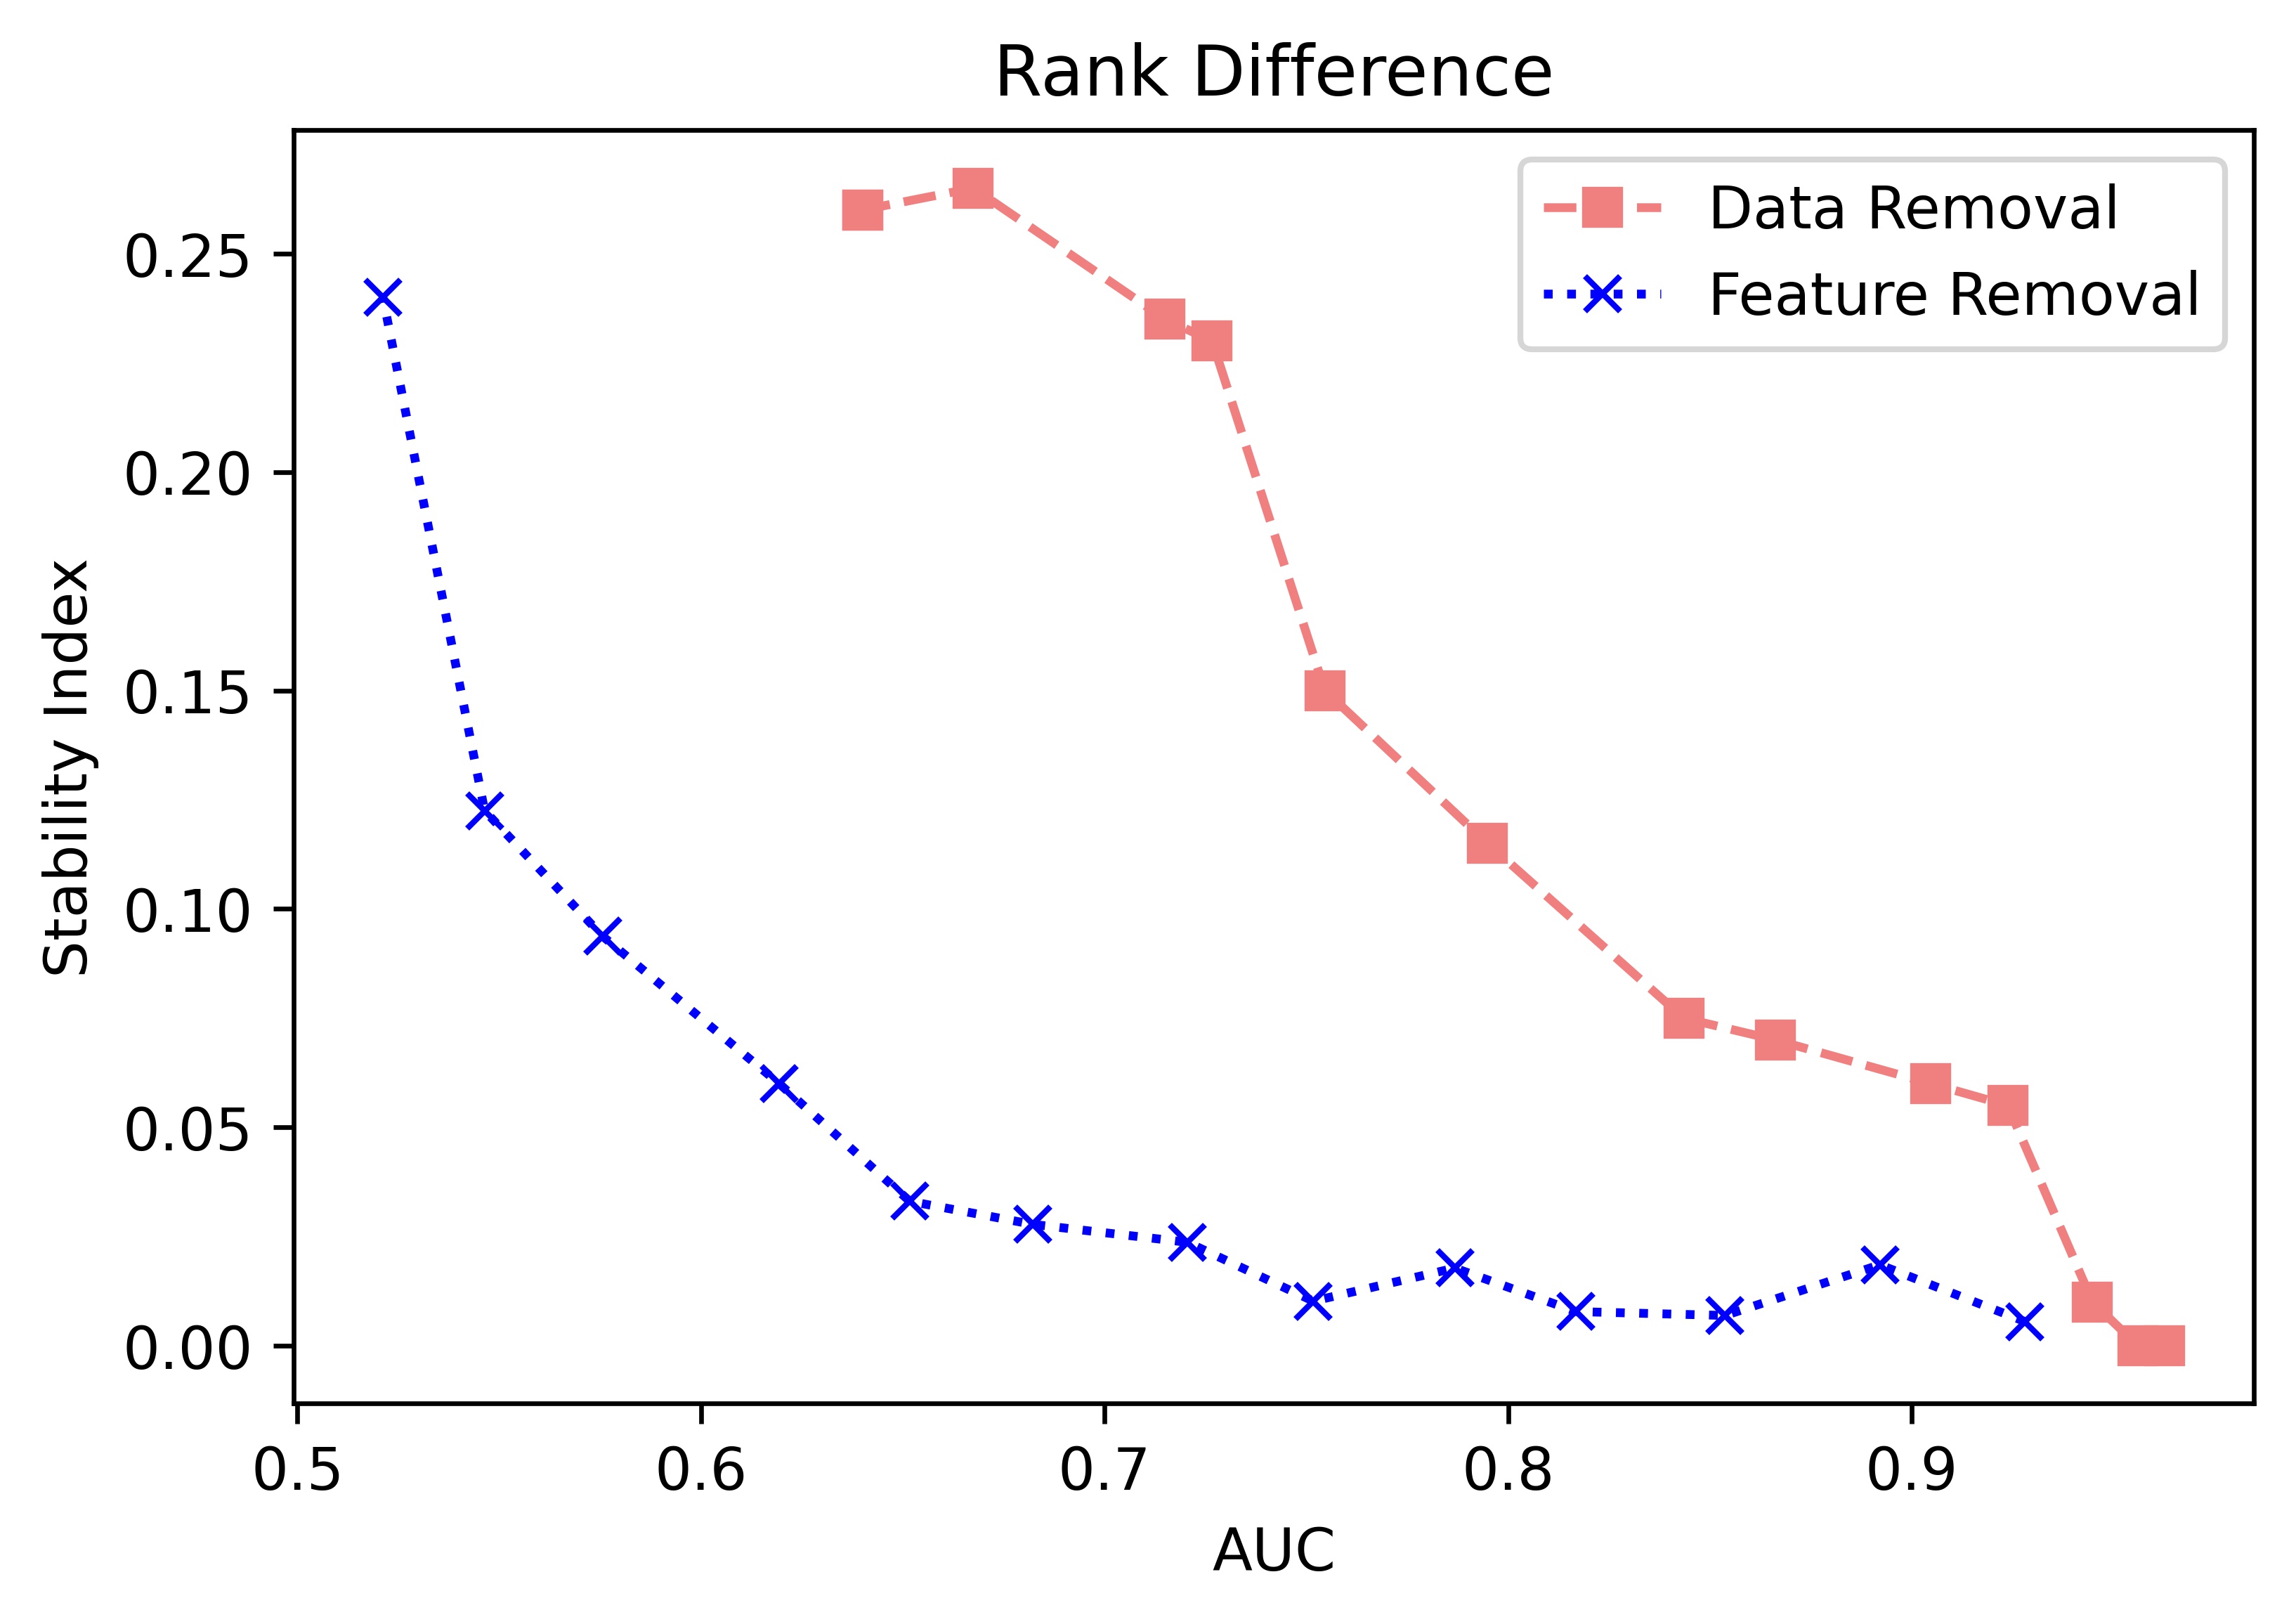 Rank Difference
Data Removal
Feature Removal
Stability Index
0.25
0.20
0.15
0.10
0.05
0.00
0.5 0.6 0.7 0.8 0.9
AUC